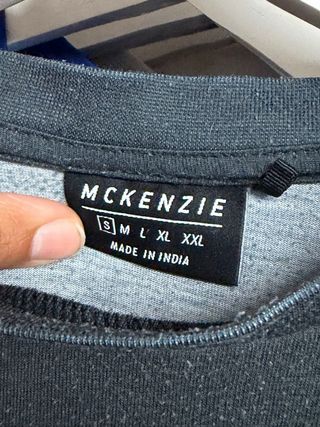 MCKENZIE
S M L XL XXL
MADE IN INDIA